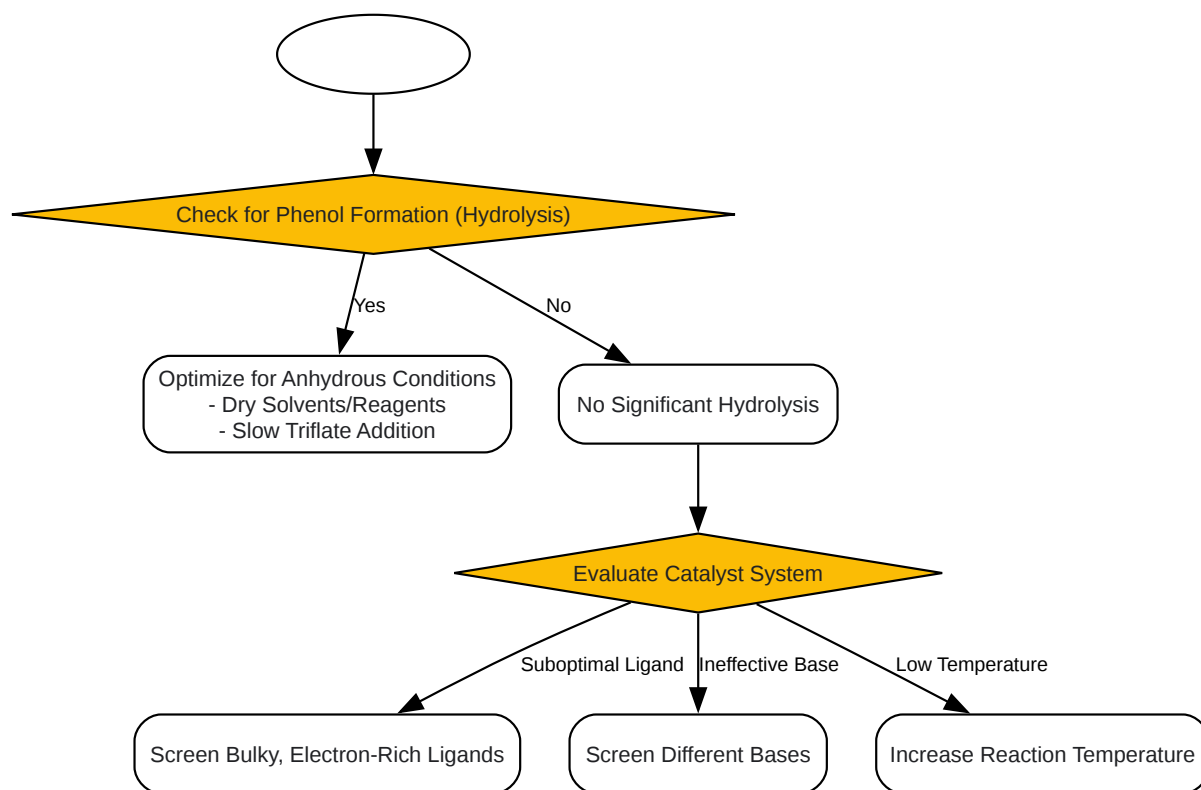 Check for Phenol Formation (Hydrolysis)
Yes
No
Optimize for Anhydrous Conditions
- Dry Solvents/Reagents
- Slow Triflate Addition
No Significant Hydrolysis
Evaluate Catalyst System
Suboptimal Ligand
Ineffective Base
Low Temperature
Screen Bulky, Electron-Rich Ligands
Screen Different Bases
Increase Reaction Temperature